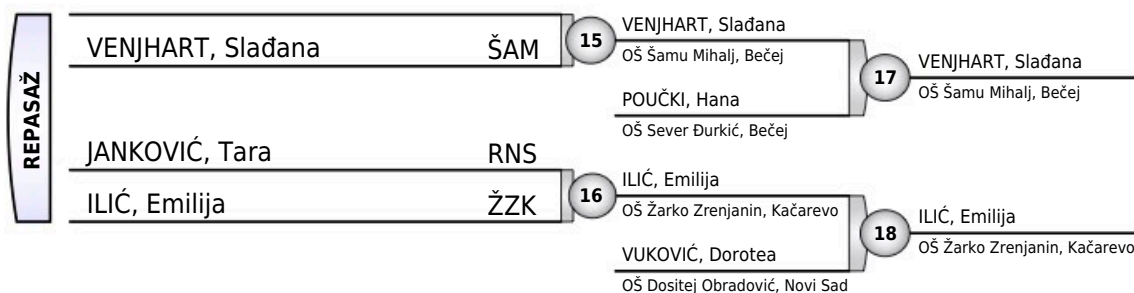 REPASAŽ
VENJHART, Slađana ŠAM
JANKOVIĆ, Tara RNS
ILIĆ, Emilija ŽZK
15
16
VENJHART, Slađana
OŠ Šamu Mihalj, Bečej
POUČKI, Hana
OŠ Sever Đurkić, Bečej
ILIĆ, Emilija
OŠ Žarko Zrenjanin, Kačarevo
VUKOVIĆ, Dorotea
OŠ Dositej Obradović, Novi Sad
17
18
VENJHART, Slađana
OŠ Šamu Mihalj, Bečej
ILIĆ, Emilija
OŠ Žarko Zrenjanin, Kačarevo